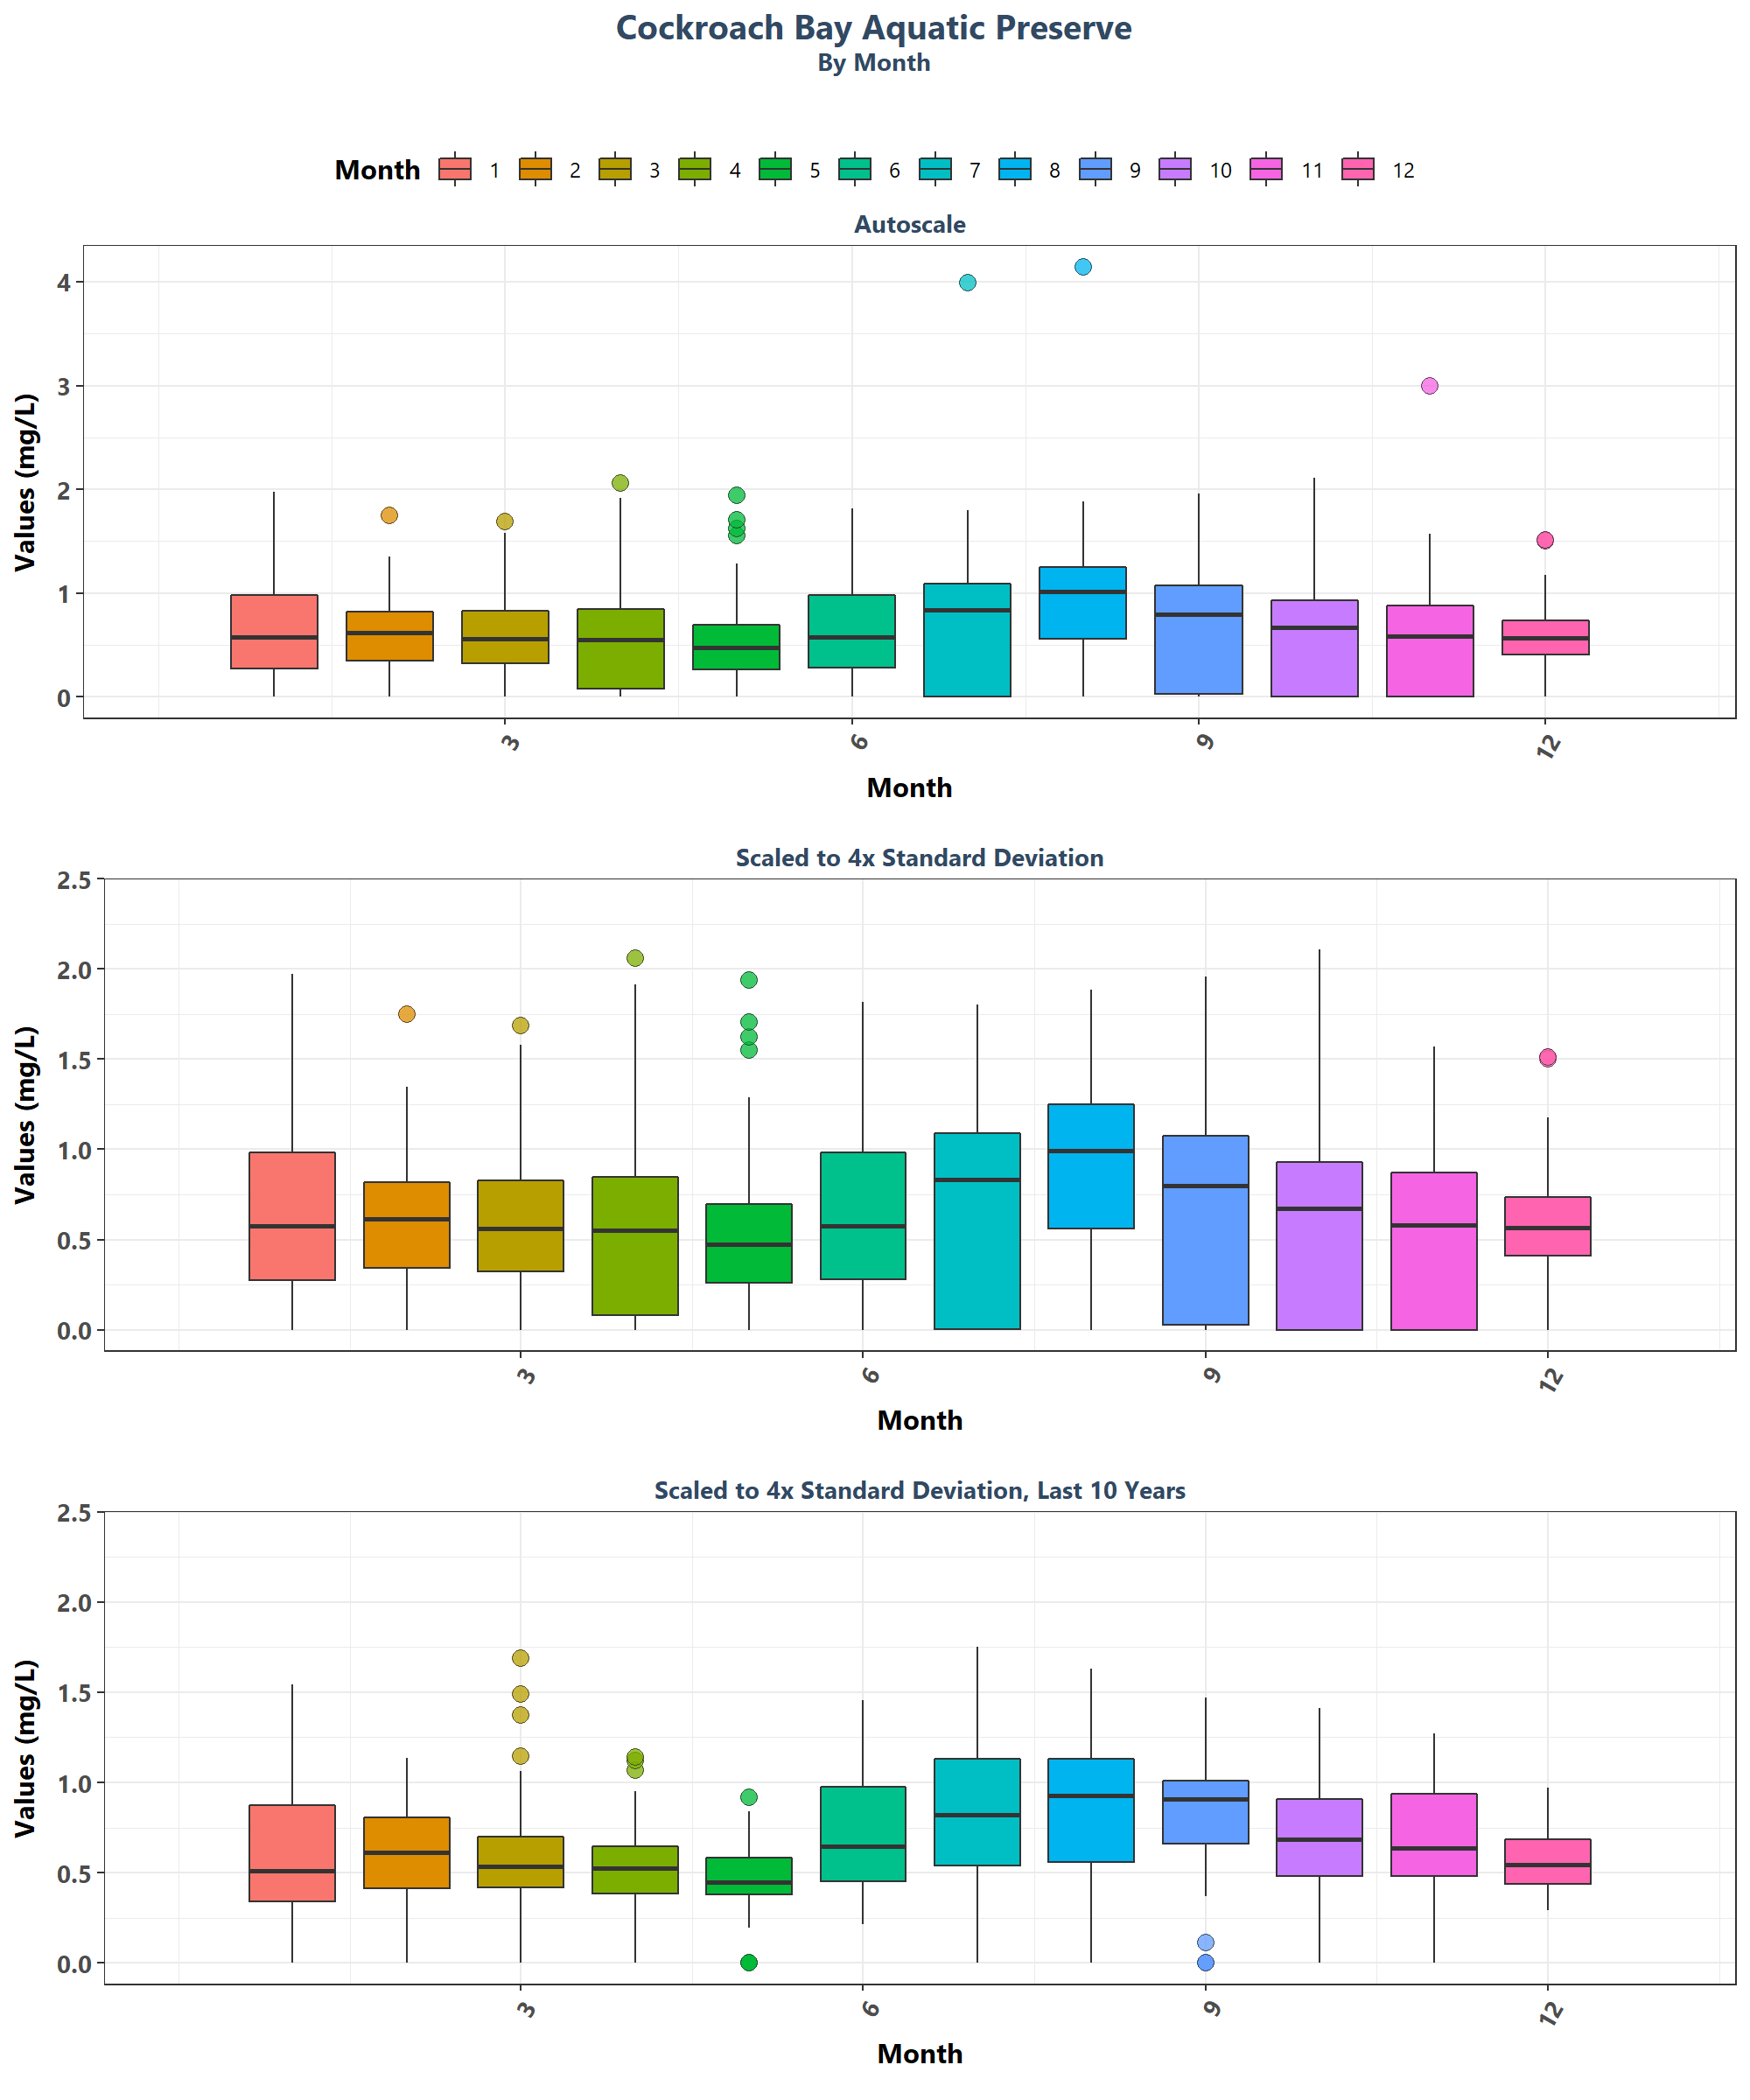 Cockroach Bay Aquatic Preserve
By Month
Month 1 2 3 4 5 6 7 8 9 10 11 12
Autoscale
Values (mg/L)
4
3
2
1
0
3 6 9 12
Month
Scaled to 4x Standard Deviation
Values (mg/L)
2.5
2.0
1.5
1.0
0.5
0.0
3 6 9 12
Month
Scaled to 4x Standard Deviation, Last 10 Years
Values (mg/L)
2.5
2.0
1.5
1.0
0.5
0.0
3 6 9 12
Month